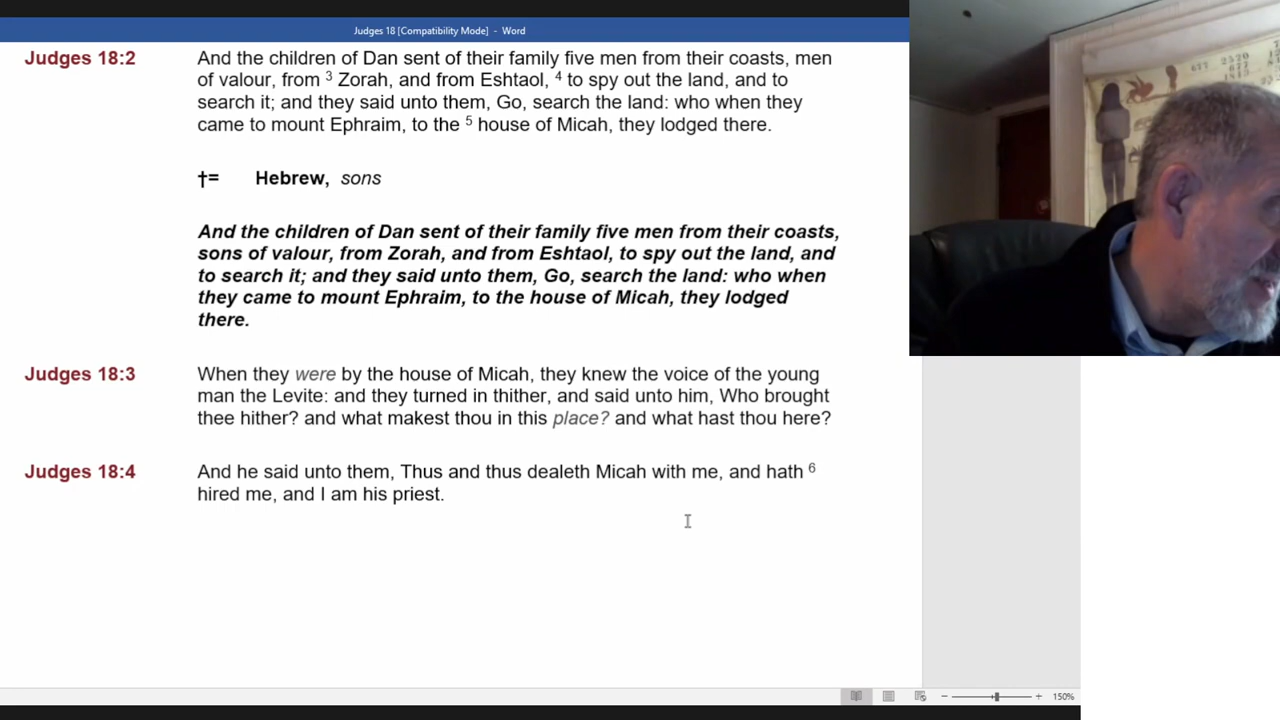 Judges 18 [Compatibility Mode] - Word
Judges 18:2 And the children of Dan sent of their family five men from their coasts, men
of valour, from 3 Zorah, and from Eshtaol, 4 to spy out the land, and to
search it; and they said unto them, Go, search the land: who when they
came to mount Ephraim, to the 5 house of Micah, they lodged there.
†= Hebrew, sons
And the children of Dan sent of their family five men from their coasts,
sons of valour, from Zorah, and from Eshtaol, to spy out the land, and
to search it; and they said unto them, Go, search the land: who when
they came to mount Ephraim, to the house of Micah, they lodged
there.
Judges 18:3 When they were by the house of Micah, they knew the voice of the young
man the Levite: and they turned in thither, and said unto him, Who brought
thee hither? and what makest thou in this place? and what hast thou here?
Judges 18:4 And he said unto them, Thus and thus dealeth Micah with me, and hath 6
hired me, and I am his priest.
150%